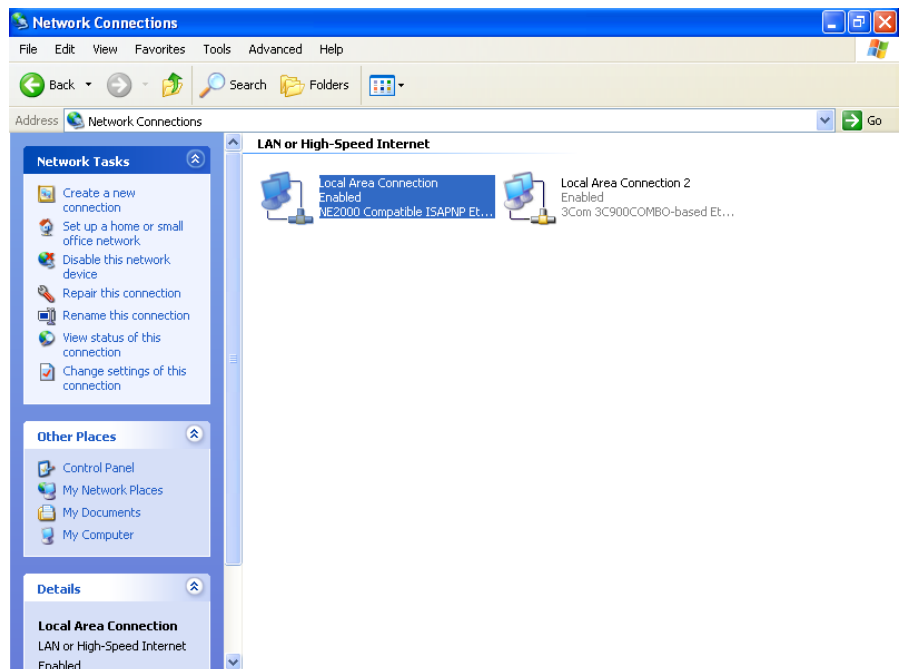 Network Connections
File Edit View Favorites Tools Advanced Help
Back Search Folders
Address Network Connections Go
Network Tasks
Create a new
connection
Set up a home or small
office network
Disable this network
device
Repair this connection
Rename this connection
View status of this
connection
Change settings of this
connection
Other Places
Control Panel
My Network Places
My Documents
My Computer
Details
Local Area Connection
LAN or High-Speed Internet
Enabled
LAN or High-Speed Internet
Local Area Connection
Enabled
NE2000 Compatible ISAPNP Et...
Local Area Connection 2
Enabled
3Com 3C900COMBO-based Et...